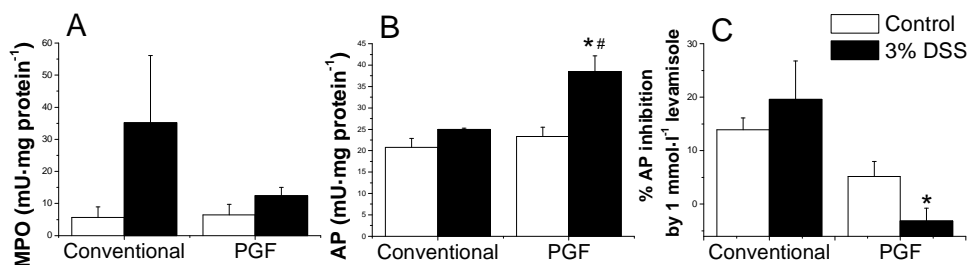 A
MPO (mU·mg protein⁻¹)
60
50
40
30
20
10
0
Conventional PGF
B
AP (mU·mg protein⁻¹)
45
40
35
30
25
20
15
10
5
0
*#
Conventional PGF
C
Control
3% DSS
% AP inhibition
by 1 mmol·l⁻¹ levamisole
20
10
0
*
Conventional PGF